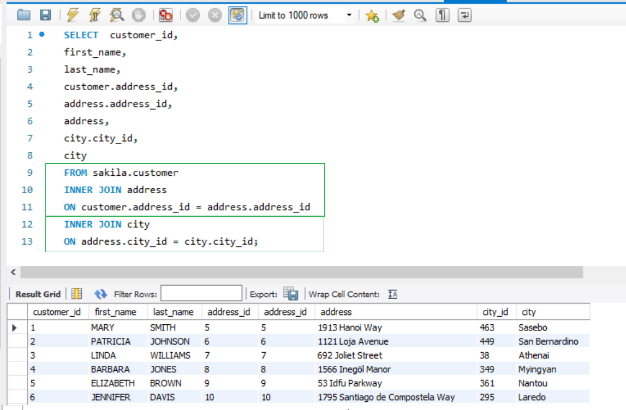 Limit to 1000 rows
1 SELECT customer_id,
2 first_name,
3 last_name,
4 customer.address_id,
5 address.address_id,
6 address,
7 city.city_id,
8 city
9 FROM sakila.customer
10 INNER JOIN address
11 ON customer.address_id = address.address_id
12 INNER JOIN city
13 ON address.city_id = city.city_id;
Result Grid Filter Rows: Export: Wrap Cell Content:
customer_id first_name last_name address_id address_id address city_id city
1 MARY SMITH 5 5 1913 Hanoi Way 463 Sasebo
2 PATRICIA JOHNSON 6 6 1121 Loja Avenue 449 San Bernardino
3 LINDA WILLIAMS 7 7 692 Joliet Street 38 Athenai
4 BARBARA JONES 8 8 1566 Inegöl Manor 349 Myingyan
5 ELIZABETH BROWN 9 9 53 Idfu Parkway 361 Nantou
6 JENNIFER DAVIS 10 10 1795 Santiago de Compostela Way 295 Laredo